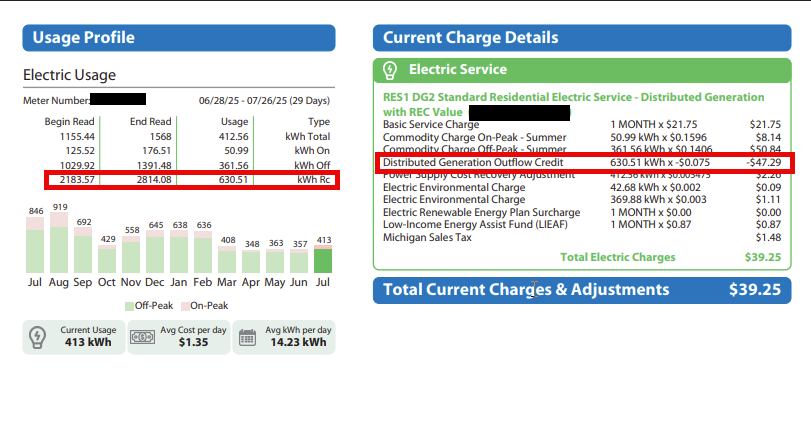 Usage Profile
Electric Usage
Meter Number: 06/28/25 - 07/26/25 (29 Days)
Begin Read End Read Usage Type
1155.44 1568 412.56 kWh Total
125.52 176.51 50.99 kWh On
1029.92 1391.48 361.56 kWh Off
2183.57 2814.08 630.51 kWh Rc
846 919 692 429 558 645 638 636 408 348 363 357 413
Jul Aug Sep Oct Nov Dec Jan Feb Mar Apr May Jun Jul
Off-Peak On-Peak
Current Usage
413 kWh
Avg Cost per day
$1.35
Avg kWh per day
14.23 kWh
Current Charge Details
Electric Service
RES1 DG2 Standard Residential Electric Service - Distributed Generation
with REC Value
Basic Service Charge 1 MONTH x $21.75 $21.75
Commodity Charge On-Peak - Summer 50.99 kWh x $0.1596 $8.14
Commodity Charge Off-Peak - Summer 361.56 kWh x $0.1406 $50.84
Distributed Generation Outflow Credit 630.51 kWh x -$0.075 -$47.29
Power Supply Cost Recovery Adjustment 412.56 kWh x $0.005475 $2.26
Electric Environmental Charge 42.68 kWh x $0.002 $0.09
Electric Environmental Charge 369.88 kWh x $0.003 $1.11
Electric Renewable Energy Plan Surcharge 1 MONTH x $0.00 $0.00
Low-Income Energy Assist Fund (LIEAF) 1 MONTH x $0.87 $0.87
Michigan Sales Tax $1.48
Total Electric Charges $39.25
Total Current Charges & Adjustments $39.25